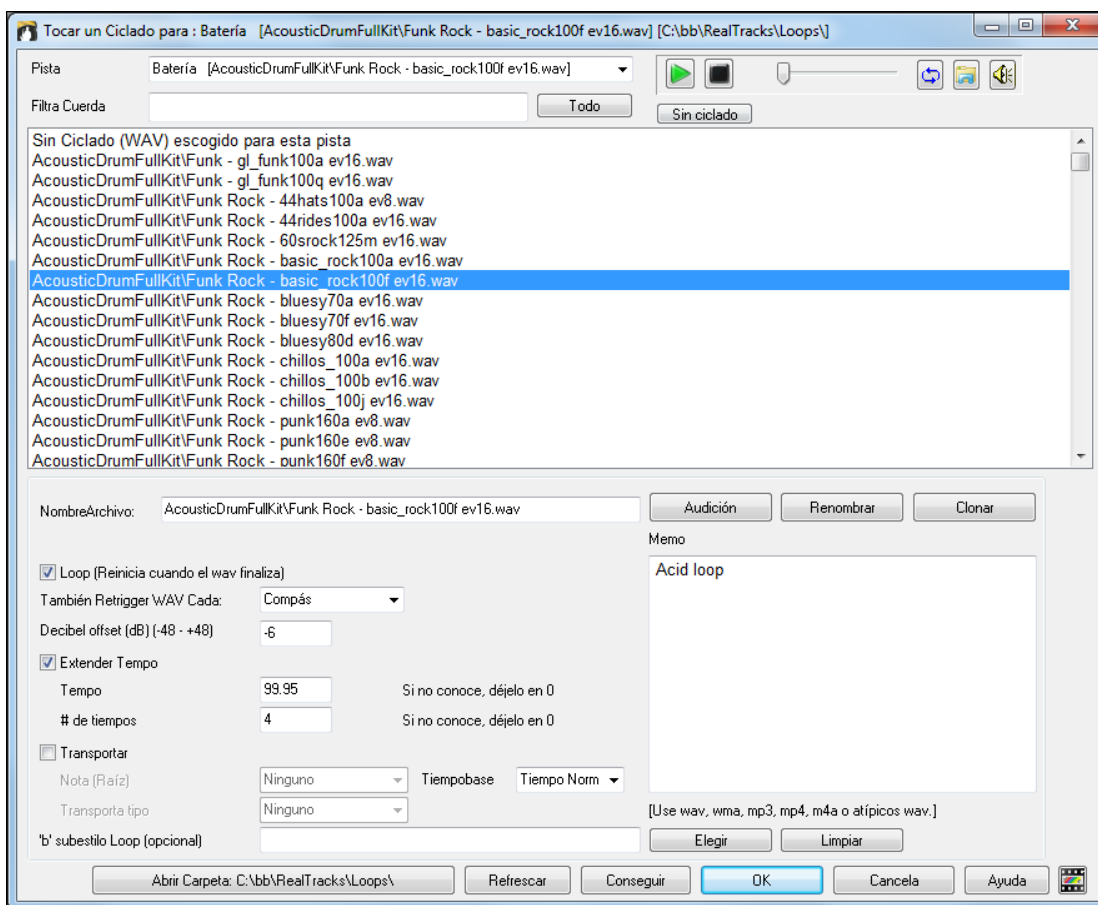 Tocar un Ciclado para : Batería [AcousticDrumFullKit\Funk Rock - basic_rock100f ev16.wav] [C:\bb\RealTracks\Loops\]
Pista Batería [AcousticDrumFullKit\Funk Rock - basic_rock100f ev16.wav]
Filtra Cuerda Todo Sin ciclado
Sin Ciclado (WAV) escogido para esta pista
AcousticDrumFullKit\Funk - gl_funk100a ev16.wav
AcousticDrumFullKit\Funk - gl_funk100q ev16.wav
AcousticDrumFullKit\Funk Rock - 44hats100a ev8.wav
AcousticDrumFullKit\Funk Rock - 44rides100a ev16.wav
AcousticDrumFullKit\Funk Rock - 60srock125m ev16.wav
AcousticDrumFullKit\Funk Rock - basic_rock100a ev16.wav
AcousticDrumFullKit\Funk Rock - basic_rock100f ev16.wav
AcousticDrumFullKit\Funk Rock - bluesy70a ev16.wav
AcousticDrumFullKit\Funk Rock - bluesy70f ev16.wav
AcousticDrumFullKit\Funk Rock - bluesy80d ev16.wav
AcousticDrumFullKit\Funk Rock - chillos_100a ev16.wav
AcousticDrumFullKit\Funk Rock - chillos_100b ev16.wav
AcousticDrumFullKit\Funk Rock - chillos_100j ev16.wav
AcousticDrumFullKit\Funk Rock - punk160a ev8.wav
AcousticDrumFullKit\Funk Rock - punk160e ev8.wav
AcousticDrumFullKit\Funk Rock - punk160f ev8.wav
NombreArchivo: AcousticDrumFullKit\Funk Rock - basic_rock100f ev16.wav Audición Renombrar Clonar
Memo
Acid loop
Loop (Reinicia cuando el wav finaliza)
También Retrigger WAV Cada: Compás
Decibel offset (dB) (-48 - +48) -6
Extender Tempo
Tempo 99.95 Si no conoce, déjelo en 0
# de tiempos 4 Si no conoce, déjelo en 0
Transportar
Nota (Raíz) Ninguno Tiempobase Tiempo Norm
Transporta tipo Ninguno [Use wav, wma, mp3, mp4, m4a o atípicos wav.]
'b' subestilo Loop (opcional) Elegir Limpiar
Abrir Carpeta: C:\bb\RealTracks\Loops\ Refrescar Conseguir OK Cancela Ayuda